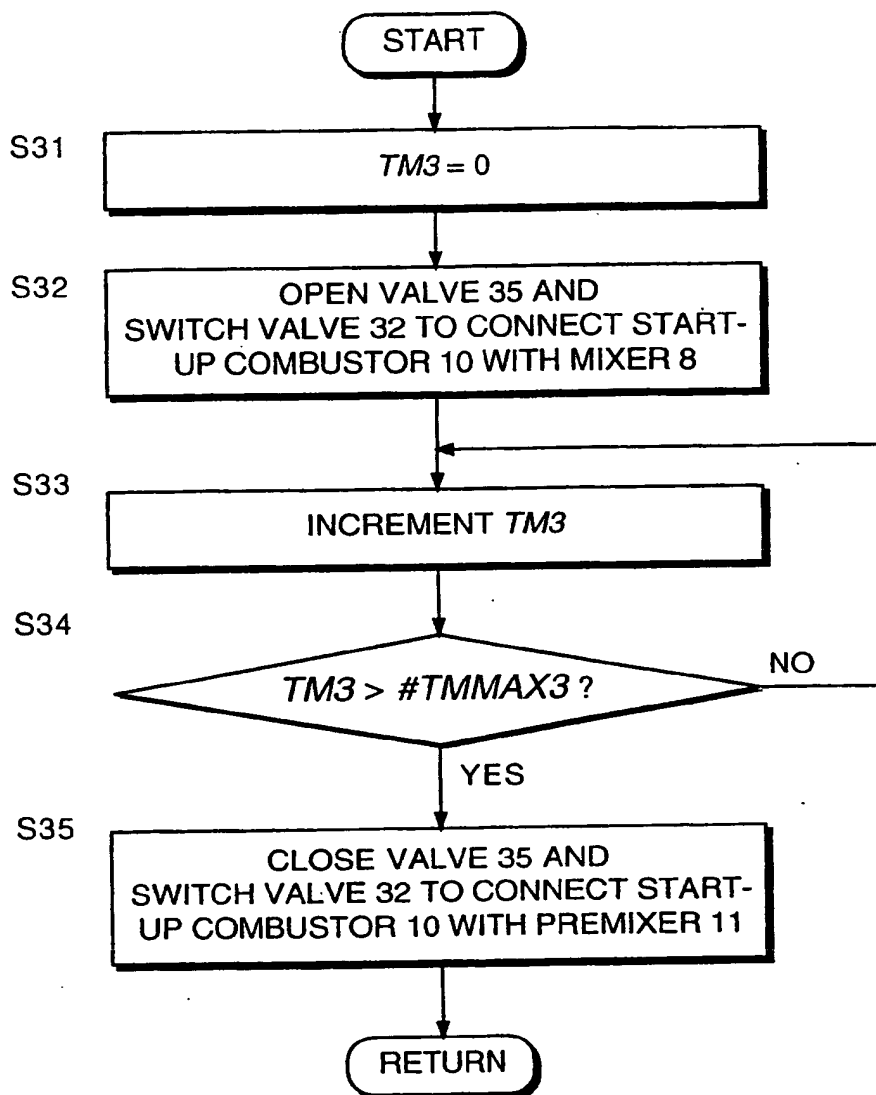 START
S31
TM3 = 0
S32
OPEN VALVE 35 AND
SWITCH VALVE 32 TO CONNECT START-
UP COMBUSTOR 10 WITH MIXER 8
S33
INCREMENT TM3
S34
TM3 > #TMMAX3 ?
NO
YES
S35
CLOSE VALVE 35 AND
SWITCH VALVE 32 TO CONNECT START-
UP COMBUSTOR 10 WITH PREMIXER 11
RETURN